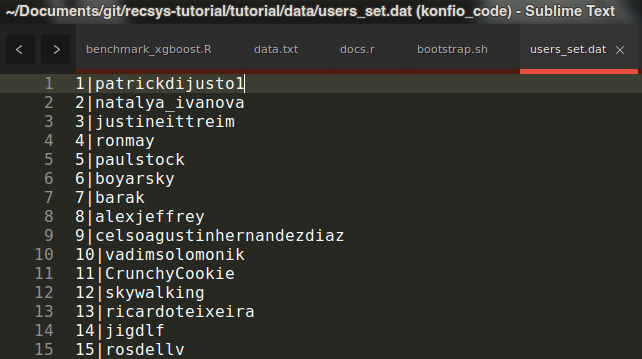 ~/Documents/git/recsys-tutorial/tutorial/data/users_set.dat (konfio_code) - Sublime Text
< > benchmark_xgboost.R data.txt docs.r bootstrap.sh users_set.dat ×
1 1|patrickdijusto1
2 2|natalya_ivanova
3 3|justineittreim
4 4|ronmay
5 5|paulstock
6 6|boyarsky
7 7|barak
8 8|alexjeffrey
9 9|celsoagustinhernandezdiaz
10 10|vadimsolomonik
11 11|CrunchyCookie
12 12|skywalking
13 13|ricardoteixeira
14 14|jigdlf
15 15|rosdellv